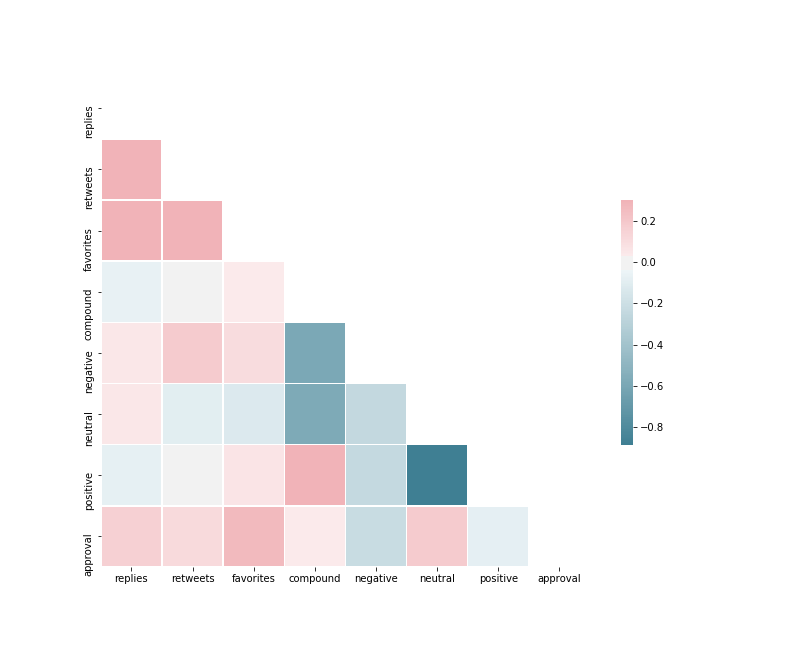 replies
retweets
favorites
compound
negative
neutral
positive
approval
replies retweets favorites compound negative neutral positive approval
0.2
0.0
−0.2
−0.4
−0.6
−0.8